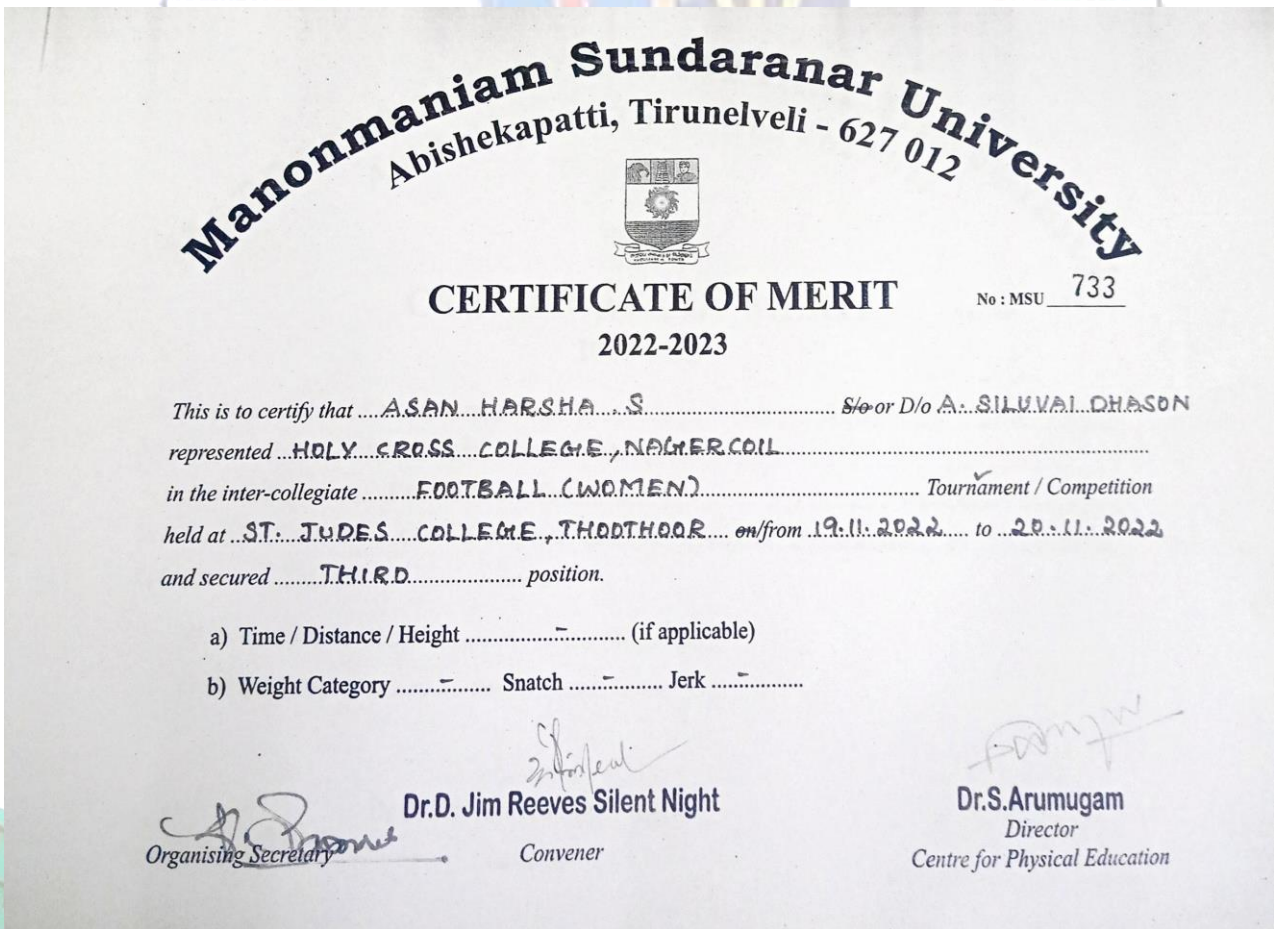 Manonmaniam Sundaranar University
Abishekapatti, Tirunelveli - 627 012
CERTIFICATE OF MERIT
No : MSU 733
2022-2023
This is to certify that ....ASAN HARSHA . S.... S/o or D/o A. SILUVAI DHASON
represented ...HOLY CROSS COLLEGE, NAGERCOIL....
in the inter-collegiate ....FOOTBALL (WOMEN).... Tournament / Competition
held at ..ST. JUDES COLLEGE, THOOTHOOR.... on/from .19.11.2022.... to ..20.11.2022
and secured ....THIRD.... position.
a) Time / Distance / Height ....-.... (if applicable)
b) Weight Category ....-.... Snatch ....-.... Jerk ....-....
Dr.D. Jim Reeves Silent Night
Dr.S.Arumugam
Organising Secretary
Convener
Director
Centre for Physical Education